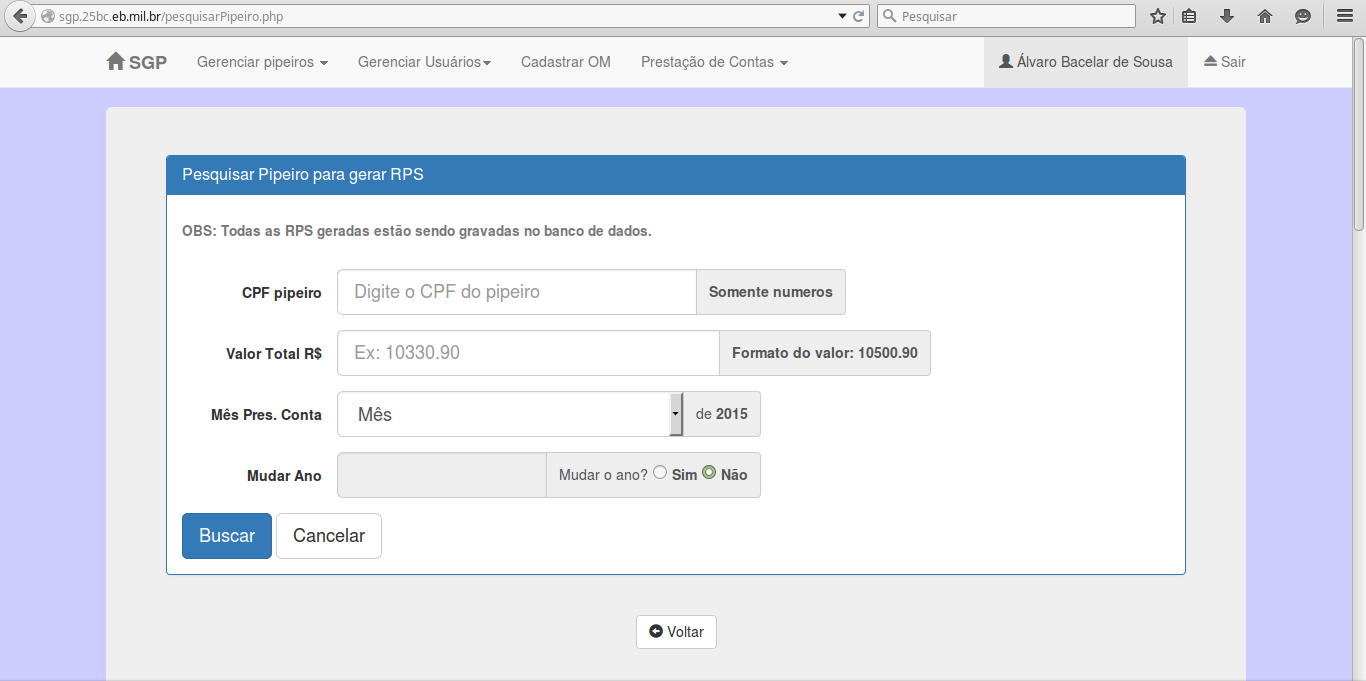 sgp.25bc.eb.mil.br/pesquisarPipeiro.php
Pesquisar
SGP Gerenciar pipeiros Gerenciar Usuários Cadastrar OM Prestação de Contas Álvaro Bacelar de Sousa Sair
Pesquisar Pipeiro para gerar RPS
OBS: Todas as RPS geradas estão sendo gravadas no banco de dados.
CPF pipeiro Digite o CPF do pipeiro Somente numeros
Valor Total R$ Ex: 10330.90 Formato do valor: 10500.90
Mês Pres. Conta Mês de 2015
Mudar Ano Mudar o ano? Sim Não
Buscar Cancelar
Voltar